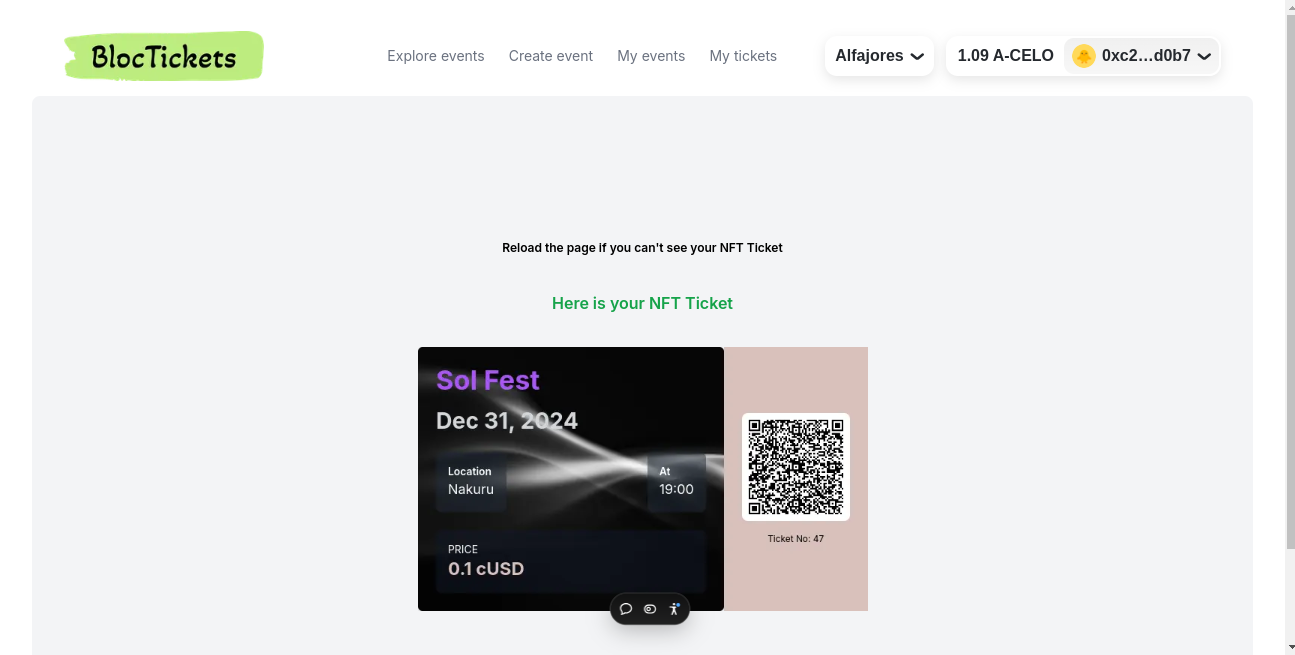 BlocTickets
Explore events
Create event
My events
My tickets
Alfajores
1.09 A-CELO
0xc2...d0b7
Reload the page if you can't see your NFT Ticket
Here is your NFT Ticket
Sol Fest
Dec 31, 2024
Location
Nakuru
At
19:00
PRICE
0.1 cUSD
Ticket No: 47